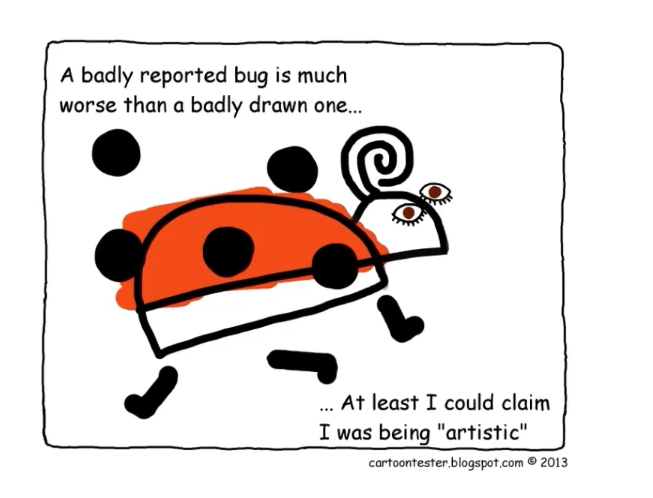 A badly reported bug is much
worse than a badly drawn one...
... At least I could claim
I was being "artistic"
cartoontester.blogspot.com © 2013